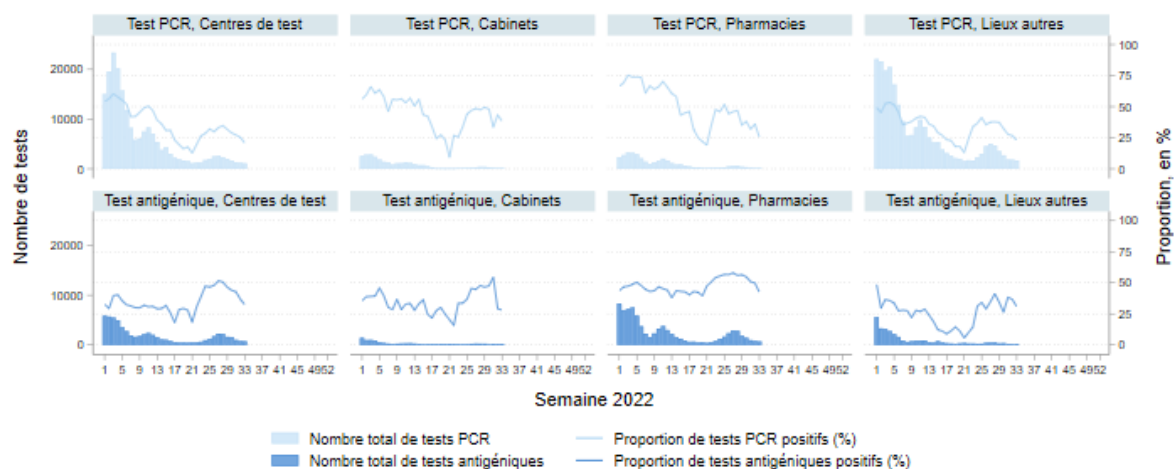 Test PCR, Centres de test
Test PCR, Cabinets
Test PCR, Pharmacies
Test PCR, Lieux autres
20000
10000
0
100
75
50
25
0
Test antigénique, Centres de test
Test antigénique, Cabinets
Test antigénique, Pharmacies
Test antigénique, Lieux autres
20000
10000
0
100
75
50
25
0
Nombre de tests
Proportion, en %
1 5 9 13 17 21 25 29 33 37 41 45 4952
1 5 9 13 17 21 25 29 33 37 41 45 4952
1 5 9 13 17 21 25 29 33 37 41 45 4952
1 5 9 13 17 21 25 29 33 37 41 45 4952
Semaine 2022
Nombre total de tests PCR
Proportion de tests PCR positifs (%)
Nombre total de tests antigéniques
Proportion de tests antigéniques positifs (%)